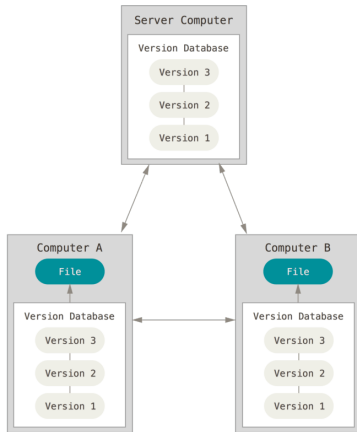 Server Computer
Version Database
Version 3
Version 2
Version 1
Computer A
File
Version Database
Version 3
Version 2
Version 1
Computer B
File
Version Database
Version 3
Version 2
Version 1